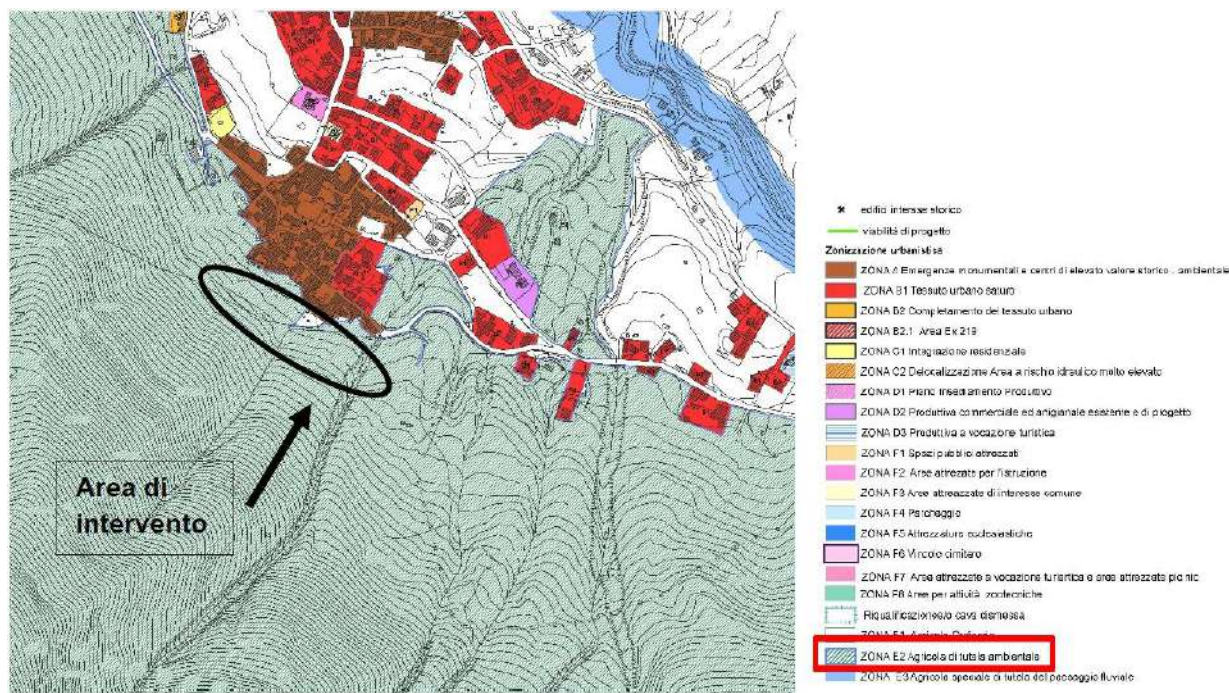 Area di
intervento
edifici interesse storico
viabilità di progetto
Zonizzazione urbanistica
ZONA A Emergenze monumentali e centri di elevato valore storico - ambientale
ZONA B1 Tessuto urbano saturo
ZONA B2 Completamento del tessuto urbano
ZONA B2.1 Area Ex 219
ZONA C1 Integrazione residenziale
ZONA C2 Delocalizzazione Area a rischio idraulico molto elevato
ZONA D1 Piano Insediamento Produttivo
ZONA D2 Produttiva commerciale ed artigianale esistente e di progetto
ZONA D3 Produttiva a vocazione turistica
ZONA F1 Spazi pubblici attrezzati
ZONA F2 Aree attrezzate per l'istruzione
ZONA F3 Aree attreazzate di interesse comune
ZONA F4 Parcheggio
ZONA F5 Attrezzature ecclesiastiche
ZONA F6 Vincolo cimitero
ZONA F7 Aree attrezzate a vocazione turistica e aree attrezzate pic nic
ZONA F8 Aree per attività zootecniche
Riqualificazione/o cava dismessa
ZONA E2 Agricola di tutela ambientale
ZONA E3 Agricola speciale di tutela del paesaggio fluviale